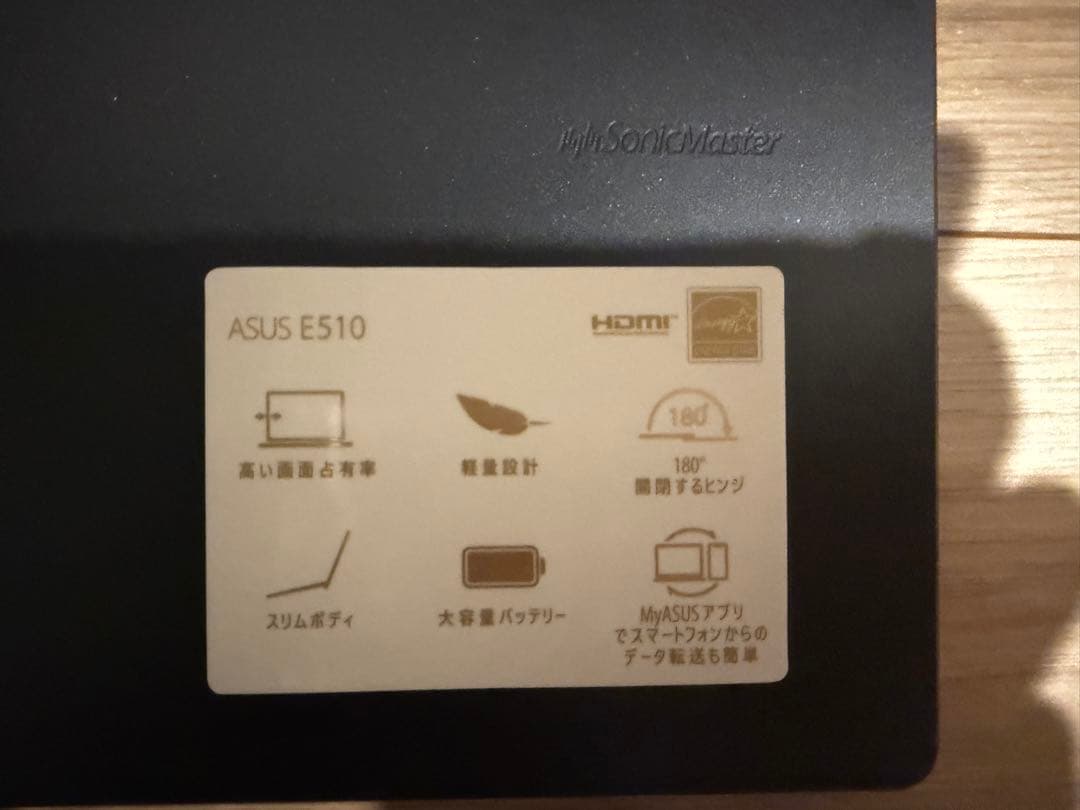 SonicMaster
ASUS E510
HDMI
180°
高い画面占有率
軽量設計
180°
開閉するヒンジ
スリムボディ
大容量バッテリー
MyASUSアプリ
でスマートフォンからの
データ転送も簡単